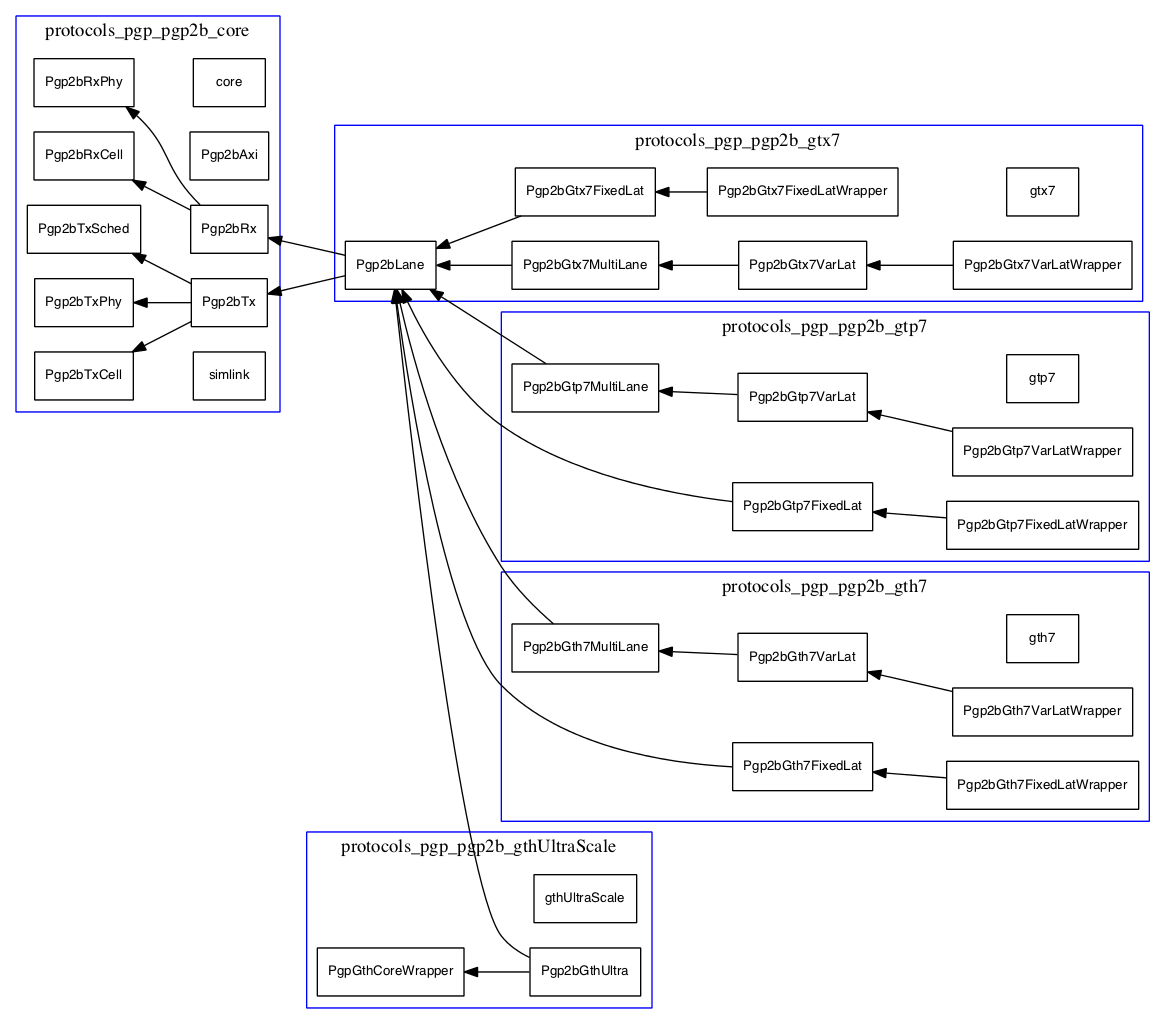 protocols_pgp_pgp2b_core
Pgp2bRxPhy
core
Pgp2bRxCell
Pgp2bAxi
Pgp2bTxSched
Pgp2bRx
Pgp2bTxPhy
Pgp2bTx
Pgp2bTxCell
simlink
protocols_pgp_pgp2b_gtx7
Pgp2bGtx7FixedLat
Pgp2bGtx7FixedLatWrapper
gtx7
Pgp2bLane
Pgp2bGtx7MultiLane
Pgp2bGtx7VarLat
Pgp2bGtx7VarLatWrapper
protocols_pgp_pgp2b_gtp7
gtp7
Pgp2bGtp7MultiLane
Pgp2bGtp7VarLat
Pgp2bGtp7VarLatWrapper
Pgp2bGtp7FixedLat
Pgp2bGtp7FixedLatWrapper
protocols_pgp_pgp2b_gth7
gth7
Pgp2bGth7MultiLane
Pgp2bGth7VarLat
Pgp2bGth7VarLatWrapper
Pgp2bGth7FixedLat
Pgp2bGth7FixedLatWrapper
protocols_pgp_pgp2b_gthUltraScale
gthUltraScale
PgpGthCoreWrapper
Pgp2bGthUltra